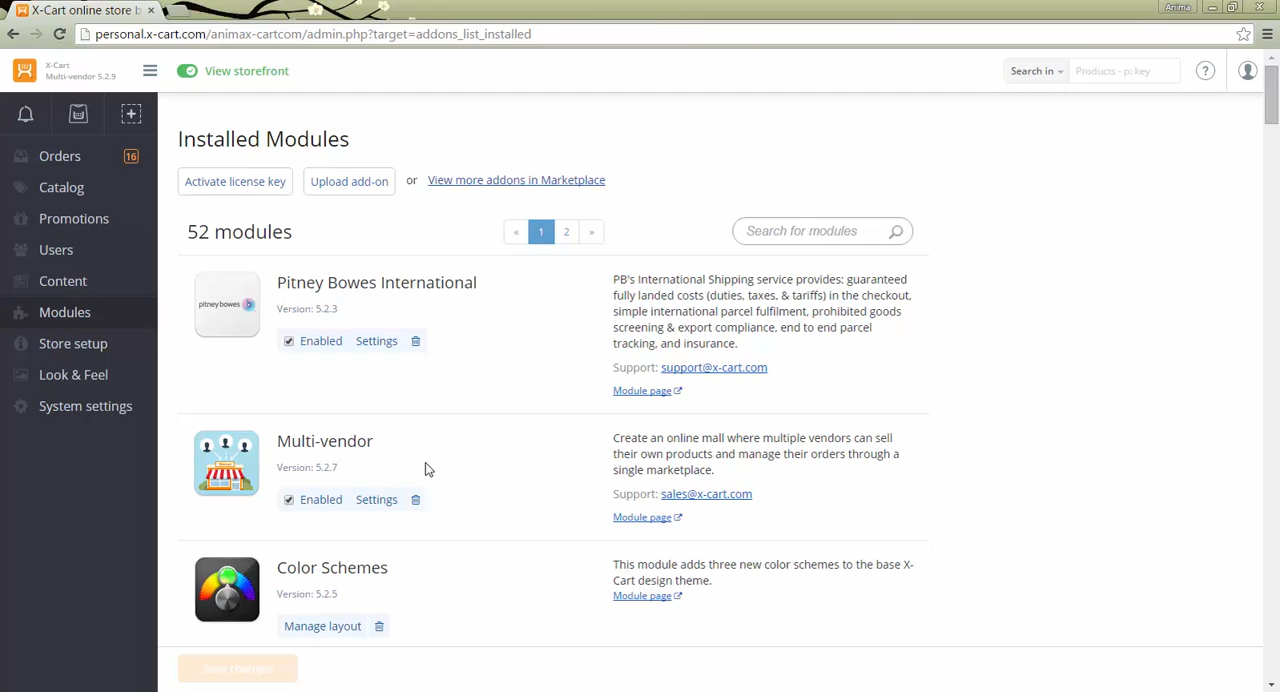 X-Cart online store b
Anima
personal.x-cart.com/animax-cartcom/admin.php?target=addons_list_installed
X-Cart
Multi-vendor 5.2.9
View storefront
Search in
Products - p: key
?
Orders 16
Catalog
Promotions
Users
Content
Modules
Store setup
Look & Feel
System settings
Installed Modules
Activate license key
Upload add-on
or
View more addons in Marketplace
52 modules
« 1 2 »
Search for modules
pitney bowes
Pitney Bowes International
Version: 5.2.3
Enabled Settings
PB's International Shipping service provides: guaranteed
fully landed costs (duties, taxes, & tariffs) in the checkout,
simple international parcel fulfilment, prohibited goods
screening & export compliance, end to end parcel
tracking, and insurance.
Support: support@x-cart.com
Module page
Multi-vendor
Version: 5.2.7
Enabled Settings
Create an online mall where multiple vendors can sell
their own products and manage their orders through a
single marketplace.
Support: sales@x-cart.com
Module page
Color Schemes
Version: 5.2.5
Manage layout
This module adds three new color schemes to the base X-
Cart design theme.
Module page
Save changes